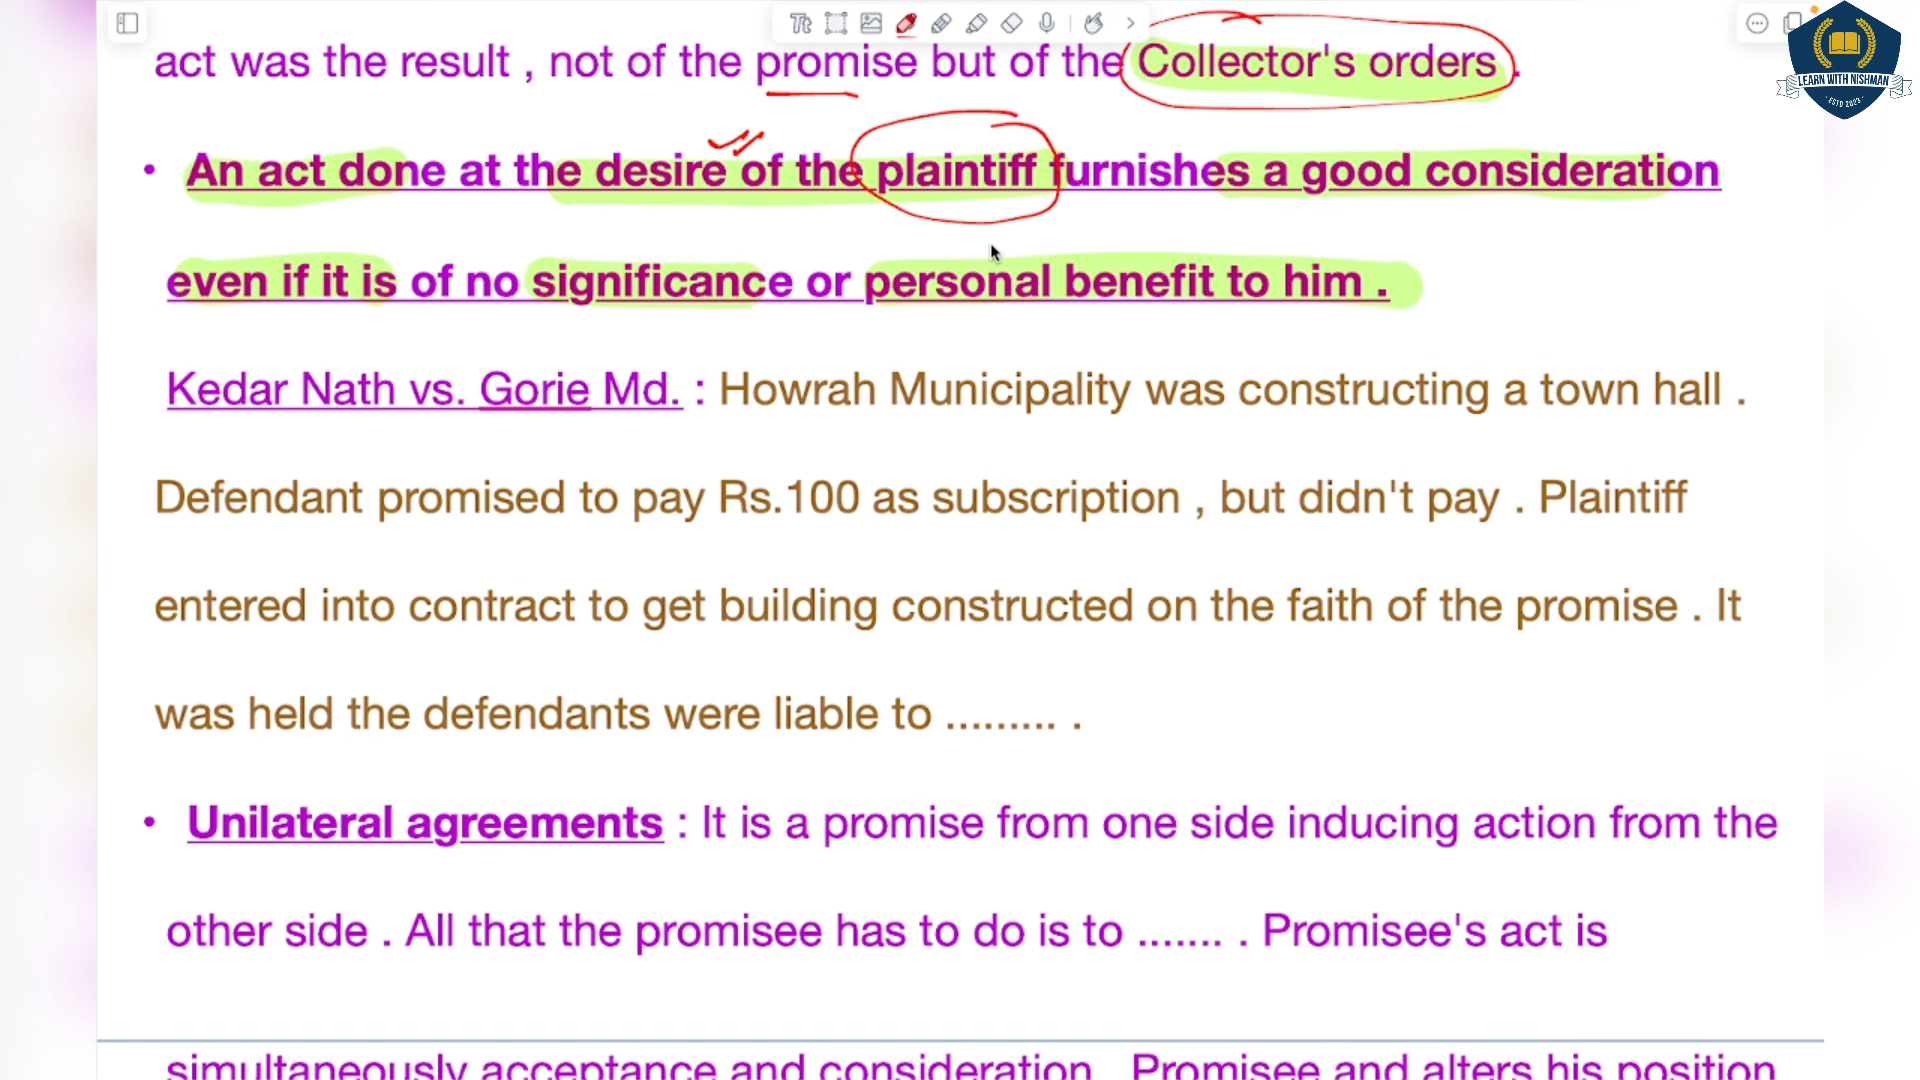 act was the result , not of the promise but of the Collector's orders .
LEARN WITH NISHMAN
ESTD 2023
• An act done at the desire of the plaintiff furnishes a good consideration
even if it is of no significance or personal benefit to him .
Kedar Nath vs. Gorie Md. : Howrah Municipality was constructing a town hall .
Defendant promised to pay Rs.100 as subscription , but didn't pay . Plaintiff
entered into contract to get building constructed on the faith of the promise . It
was held the defendants were liable to ......... .
• Unilateral agreements : It is a promise from one side inducing action from the
other side . All that the promisee has to do is to ....... . Promisee's act is
simultaneously acceptance and consideration Promisee and alters his position